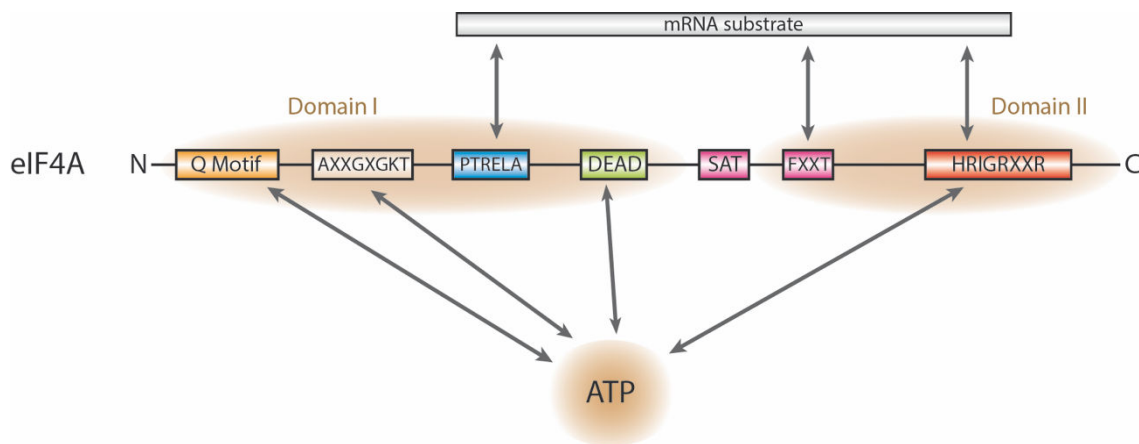 mRNA substrate
Domain I
Domain II
eIF4A
N
Q Motif
AXXGXGKT
PTRELA
DEAD
SAT
FXXT
HRIGRXXR
C
ATP